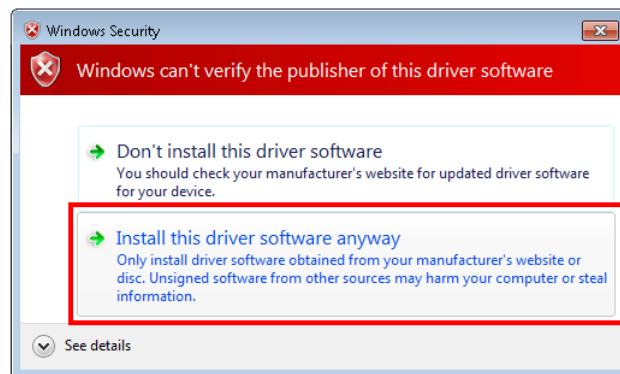 Windows Security
Windows can't verify the publisher of this driver software
Don't install this driver software
You should check your manufacturer's website for updated driver software
for your device.
Install this driver software anyway
Only install driver software obtained from your manufacturer's website or
disc. Unsigned software from other sources may harm your computer or steal
information.
See details